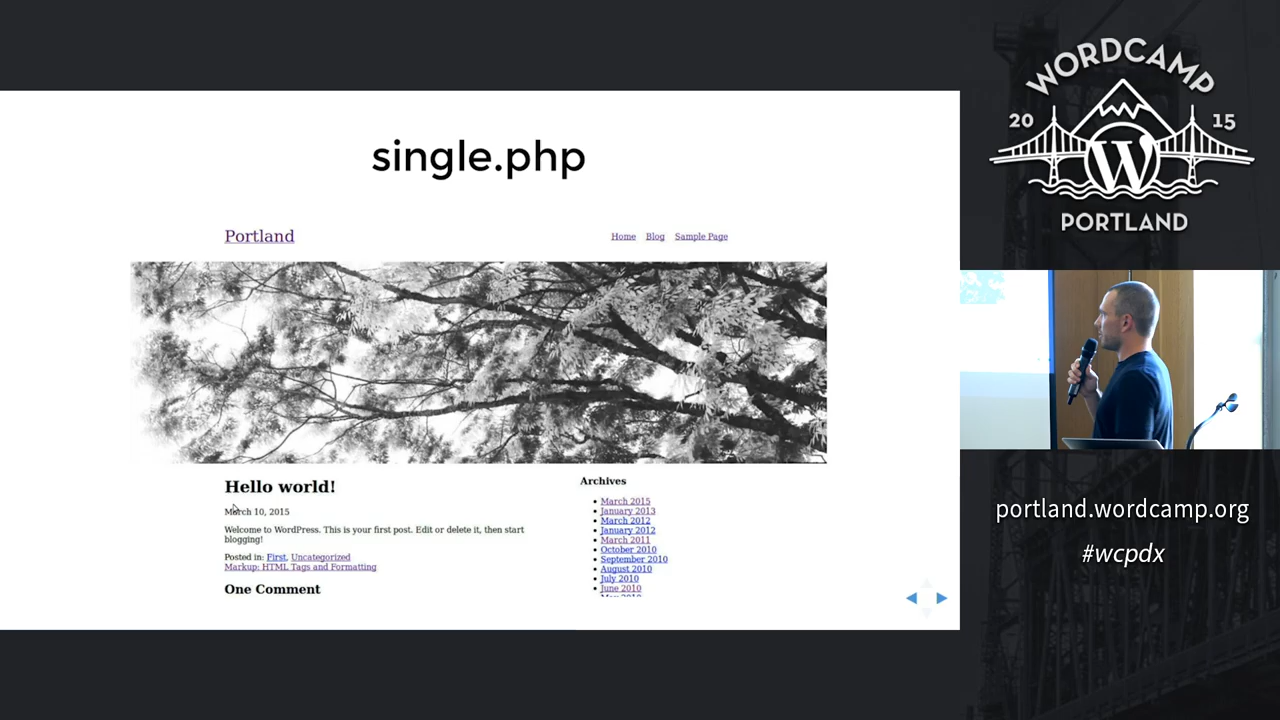 single.php
Portland
Home Blog Sample Page
Hello world!
March 10, 2015
Welcome to WordPress. This is your first post. Edit or delete it, then start
blogging!
Posted in: First, Uncategorized
Markup: HTML Tags and Formatting
One Comment
Archives
March 2015
January 2013
March 2012
January 2012
March 2011
October 2010
September 2010
August 2010
July 2010
June 2010
WORDCAMP
20 15
W
PORTLAND
portland.wordcamp.org
#wcpdx